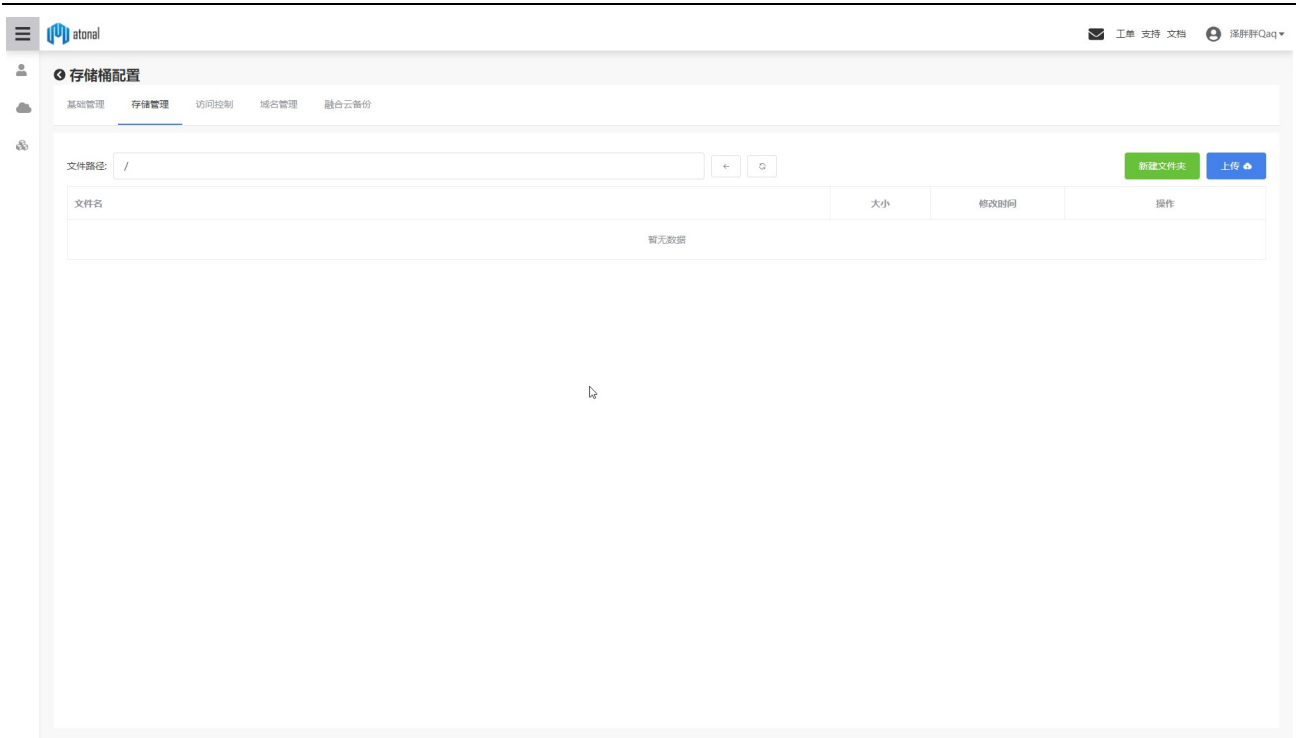 atonal 工单 支持 文档 泽胖胖Qaq
存储桶配置
基础管理 存储管理 访问控制 域名管理 融合云备份
文件路径: / 新建文件夹 上传
文件名 大小 修改时间 操作
暂无数据